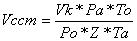 Vccm = Vk * Pa * To
Po * Z * Ta